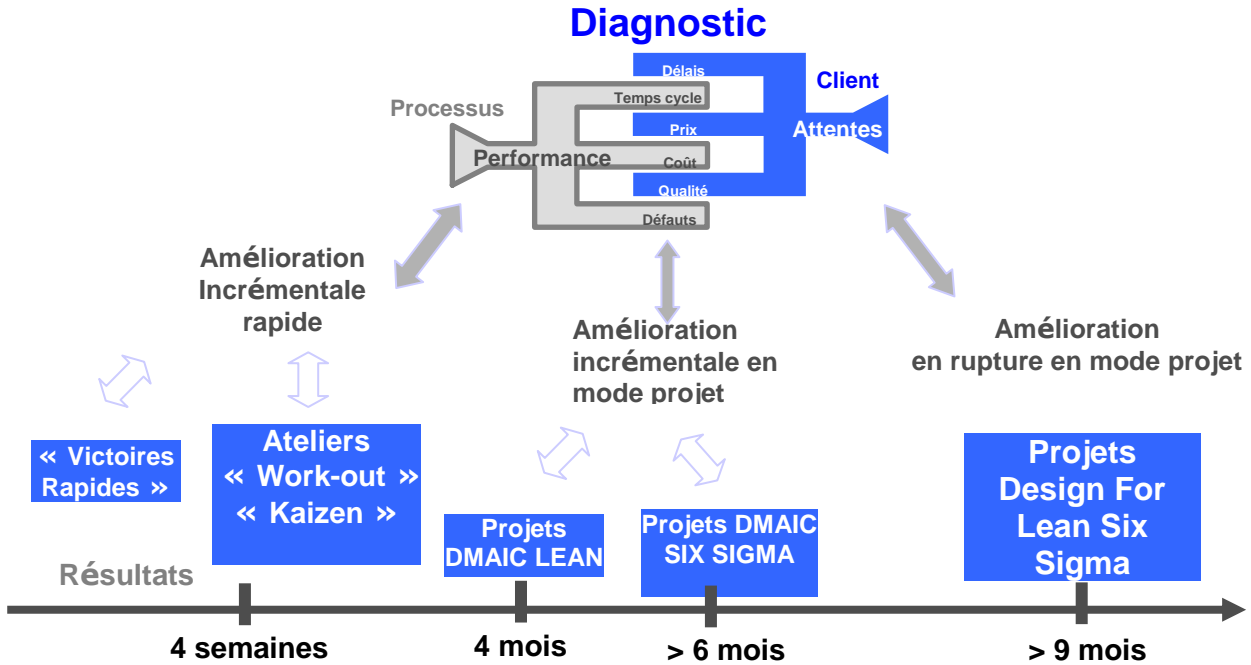 Diagnostic
Délais
Client
Temps cycle
Processus
Prix
Attentes
Performance
Coût
Qualité
Défauts
Amélioration
Incrémentale
rapide
Amélioration
incrémentale en
mode projet
Amélioration
en rupture en mode projet
« Victoires
Rapides »
Ateliers
« Work-out »
« Kaizen »
Projets
DMAIC LEAN
Projets DMAIC
SIX SIGMA
Projets
Design For
Lean Six
Sigma
Résultats
4 semaines
4 mois
> 6 mois
> 9 mois